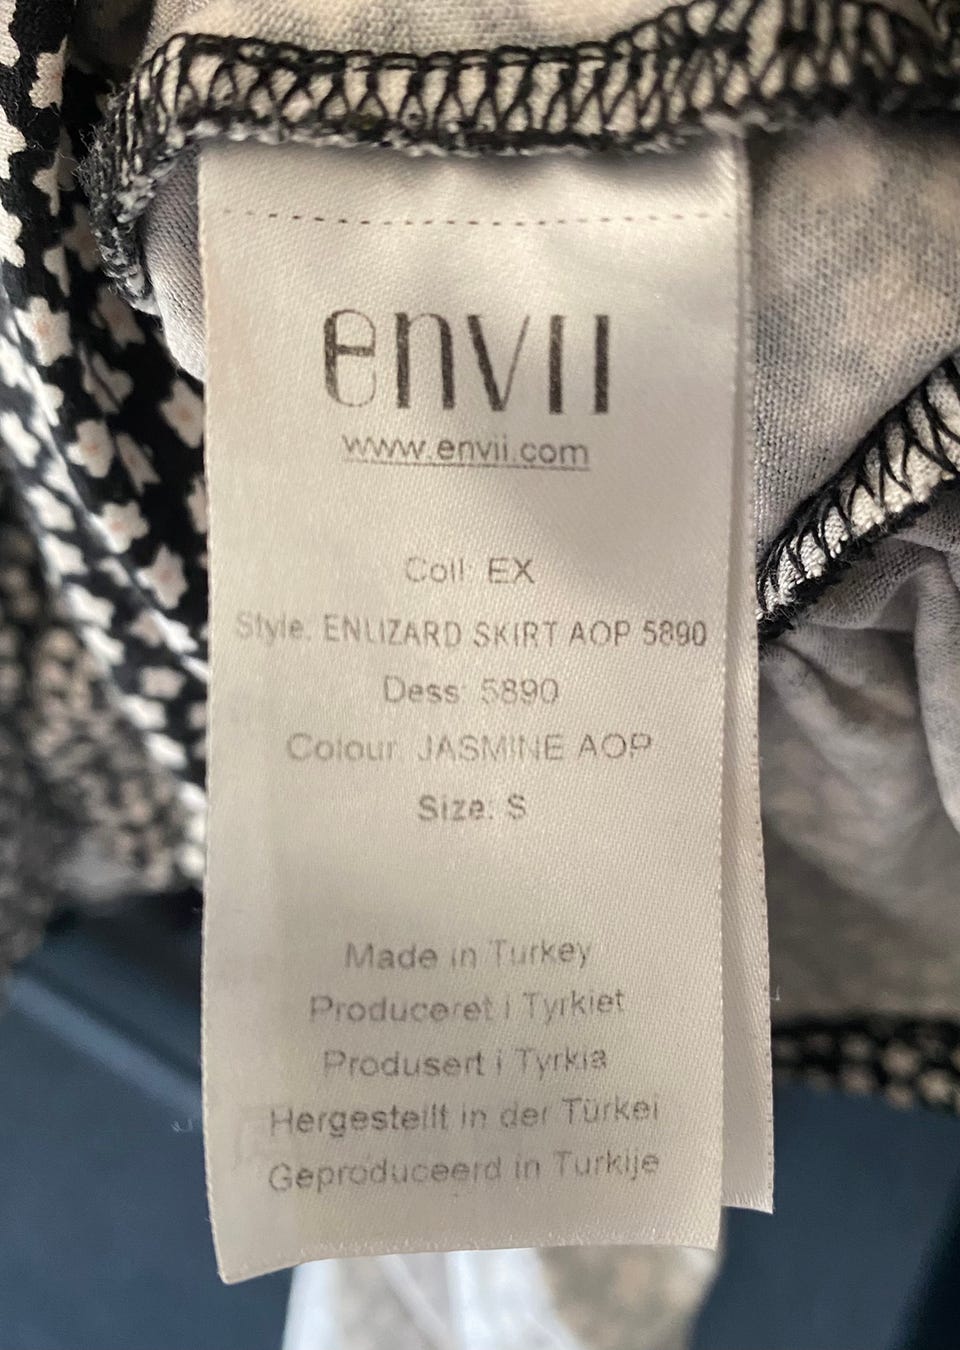 envii
www.envii.com
Coll: EX
Style: ENLIZARD SKIRT AOP 5890
Dess: 5890
Colour: JASMINE AOP
Size: S
Made in Turkey
Produceret i Tyrkiet
Produsert i Tyrkia
Hergestellt in der Türkei
Geproduceerd in Turkije